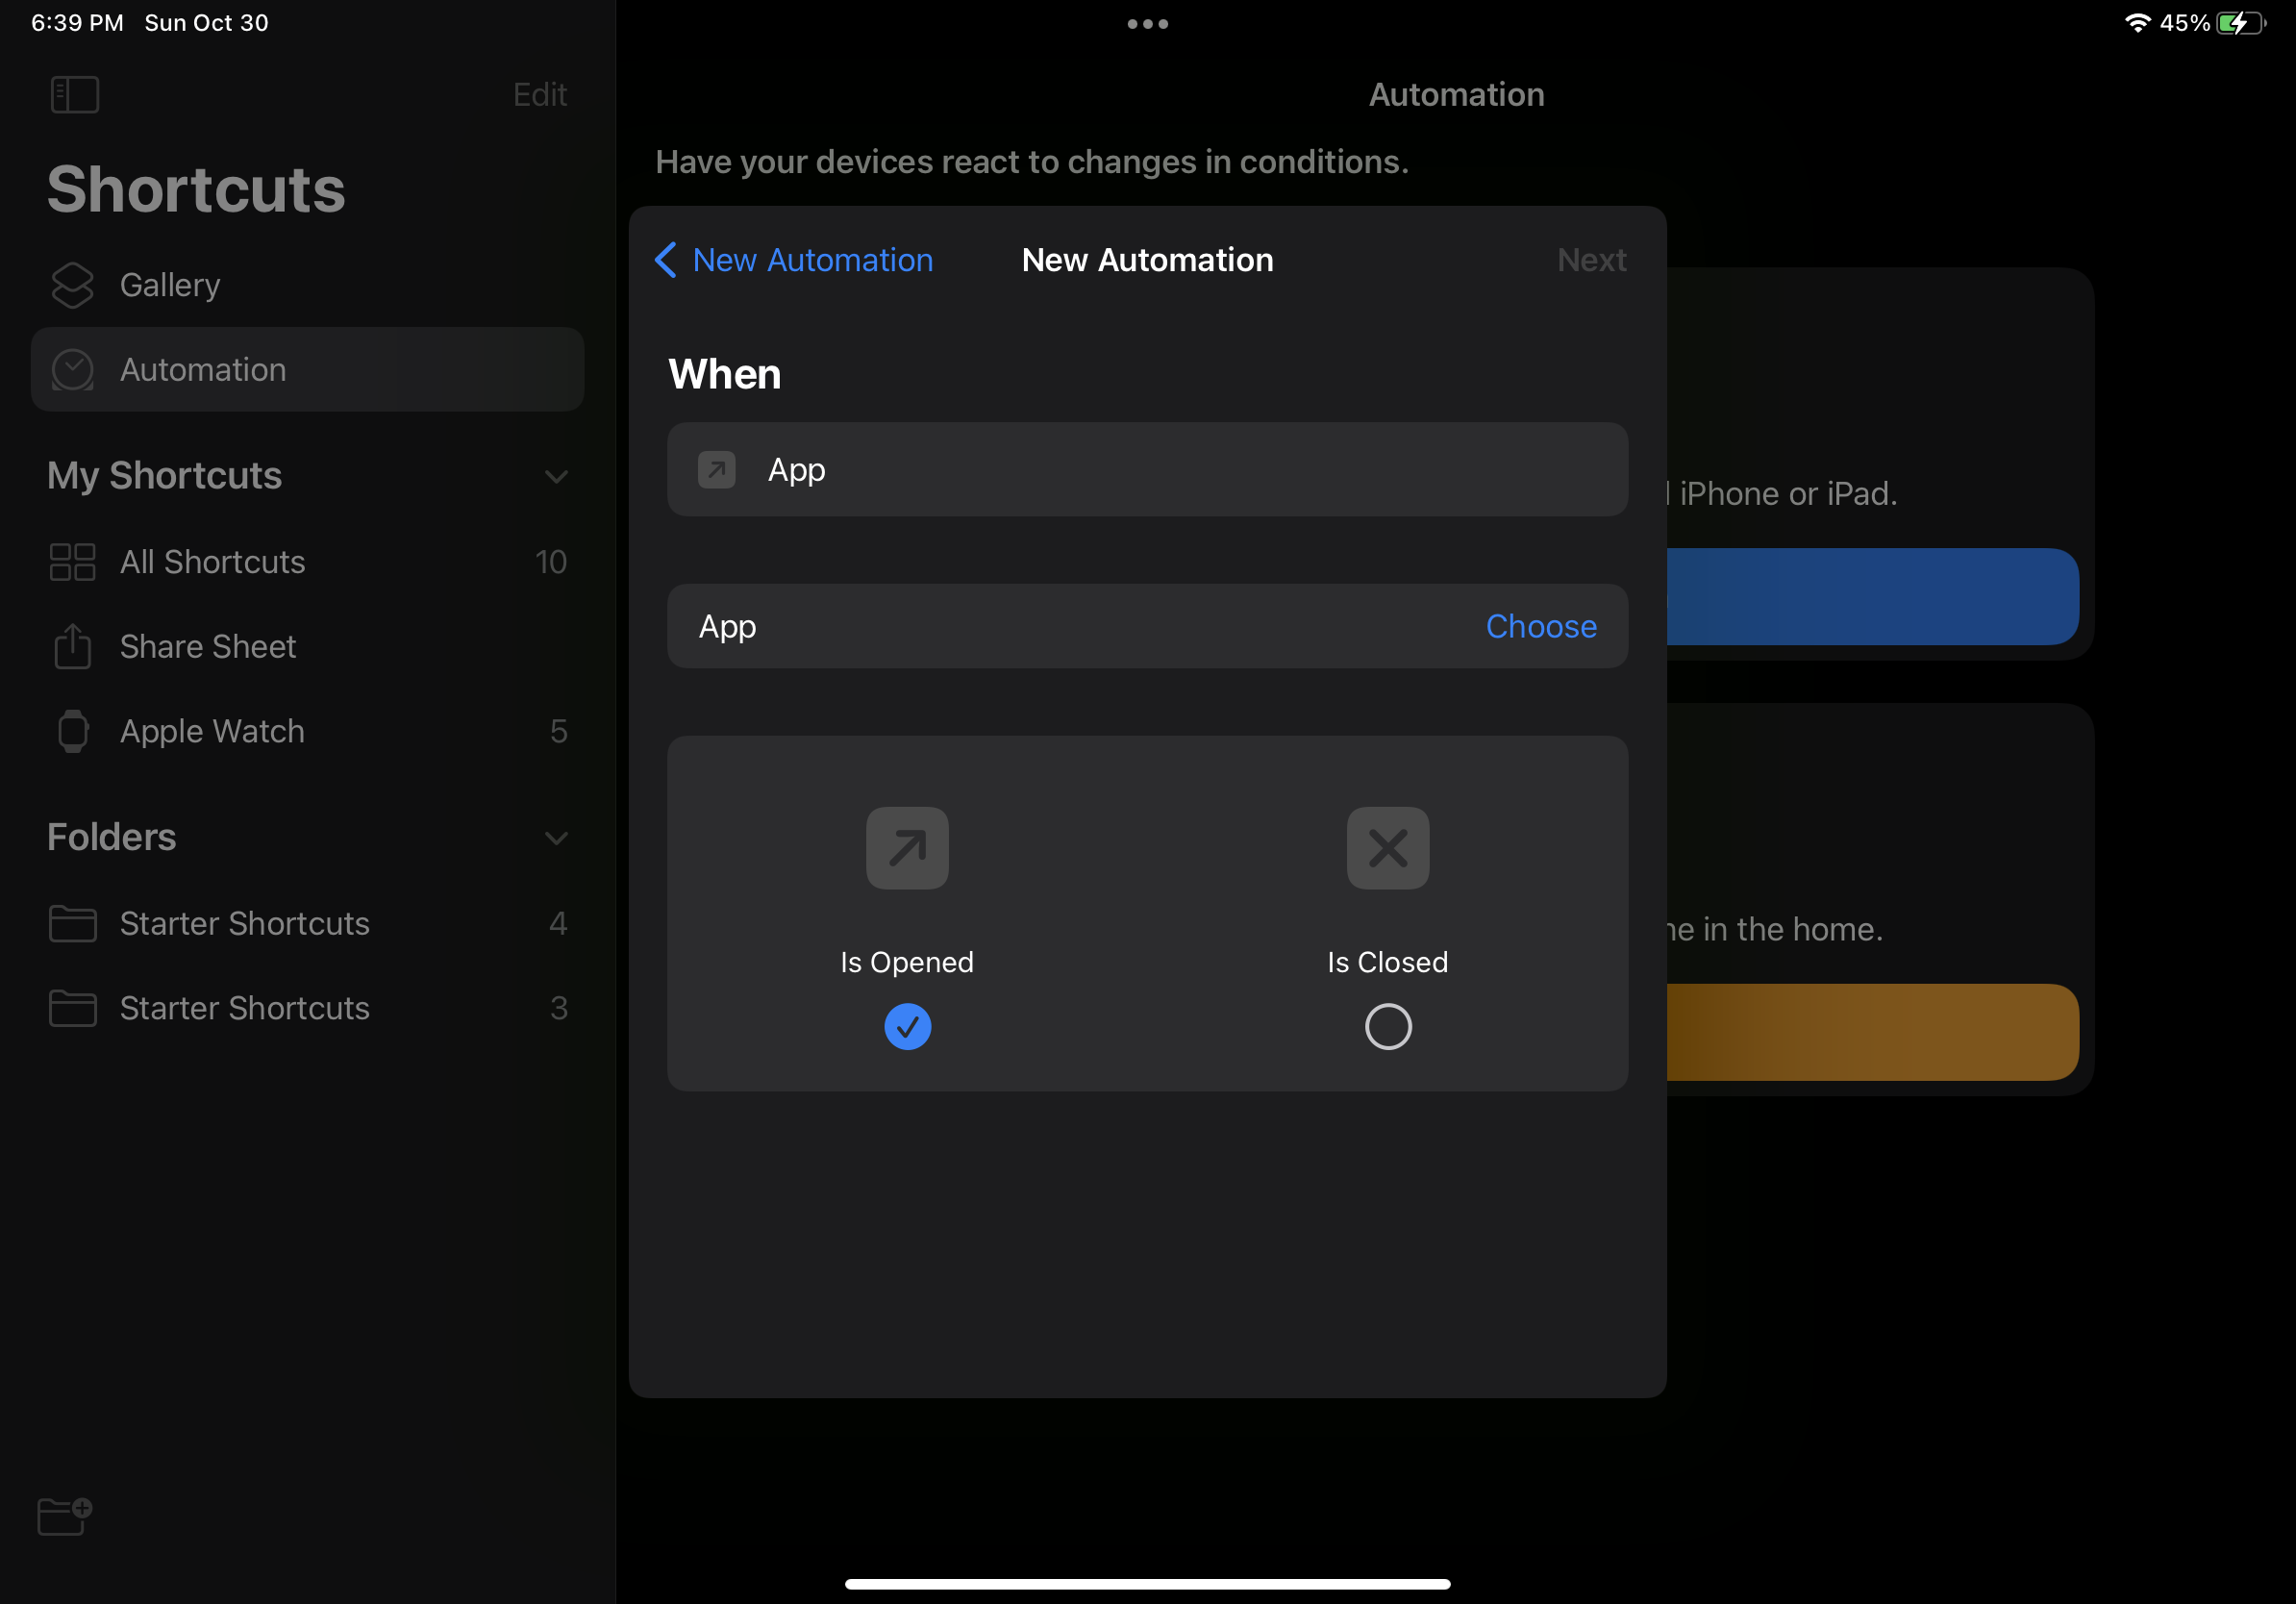 6:39 PM Sun Oct 30
45%
Edit
Shortcuts
Gallery
Automation
My Shortcuts
All Shortcuts 10
Share Sheet
Apple Watch 5
Folders
Starter Shortcuts 4
Starter Shortcuts 3
Automation
Have your devices react to changes in conditions.
New Automation New Automation Next
When
App
App Choose
Is Opened Is Closed
iPhone or iPad.
in the home.